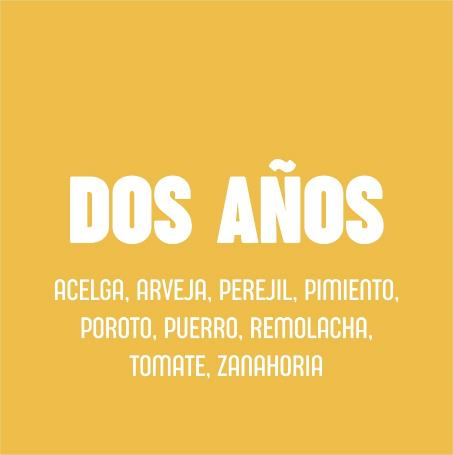 DOS AÑOS
ACELGA, ARVEJA, PEREJIL, PIMIENTO,
POROTO, PUERRO, REMOLACHA,
TOMATE, ZANAHORIA